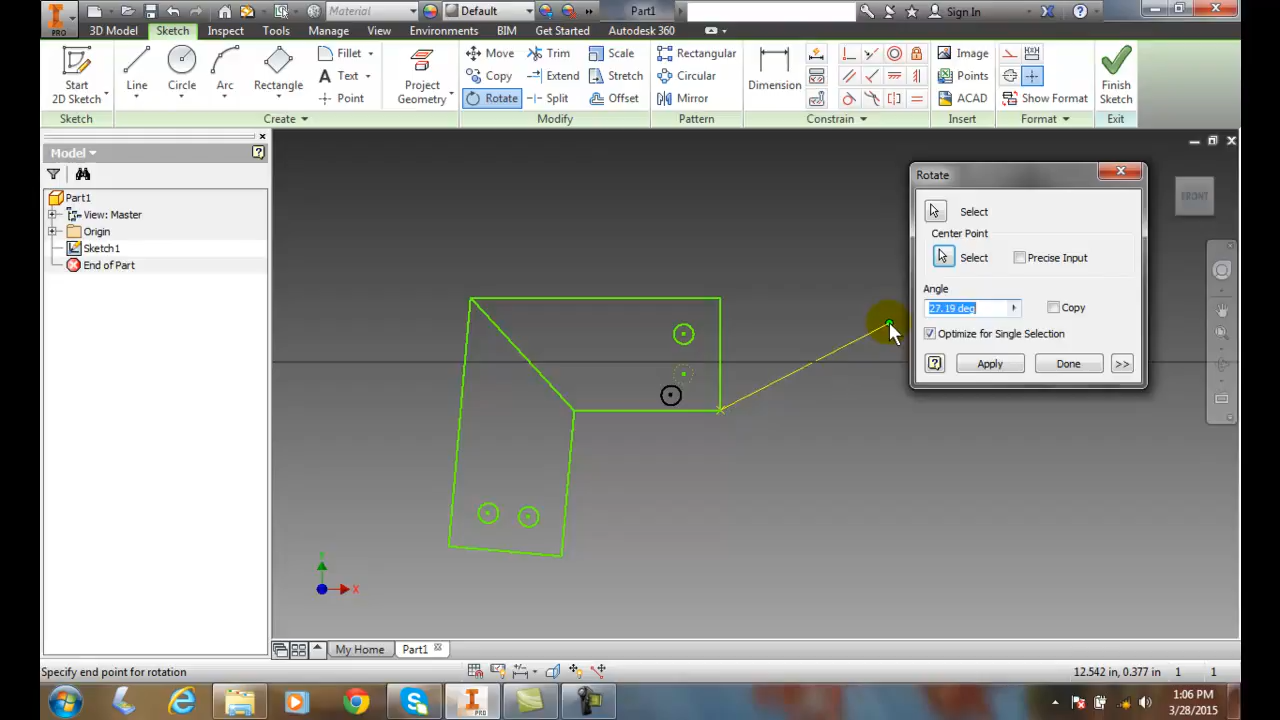 Material
Default
Part1
Sign In
PRO
3D Model
Sketch
Inspect
Tools
Manage
View
Environments
BIM
Get Started
Autodesk 360
Start
2D Sketch
Line
Circle
Arc
Rectangle
Fillet
Text
Point
Project
Geometry
Move
Copy
Rotate
Trim
Extend
Split
Scale
Stretch
Offset
Rectangular
Circular
Mirror
Dimension
Image
Points
ACAD
Show Format
Finish
Sketch
Sketch
Create
Modify
Pattern
Constrain
Insert
Format
Exit
Model
Part1
View: Master
Origin
Sketch1
End of Part
FRONT
Rotate
Select
Center Point
Select
Precise Input
Angle
27.19 deg
Copy
Optimize for Single Selection
Apply
Done
>>
X
My Home
Part1
Specify end point for rotation
12.542 in, 0.377 in
1
1
PRO
1:06 PM
3/28/2015